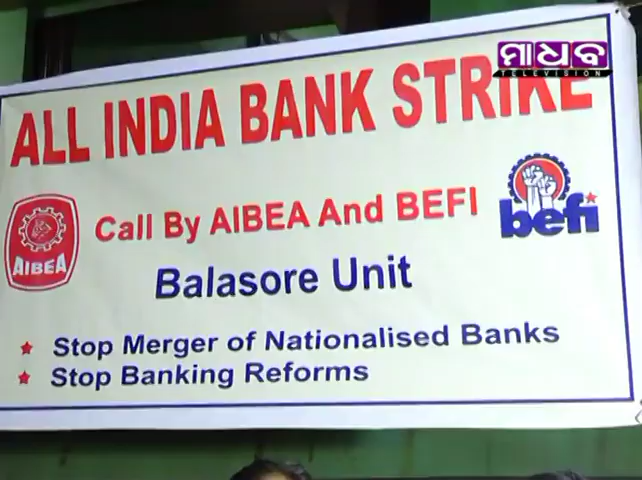 ମାଧବ
TELEVISION
ALL INDIA BANK STRIKE
Call By AIBEA And BEFI
AIBEA
befi
Balasore Unit
Stop Merger of Nationalised Banks
Stop Banking Reforms